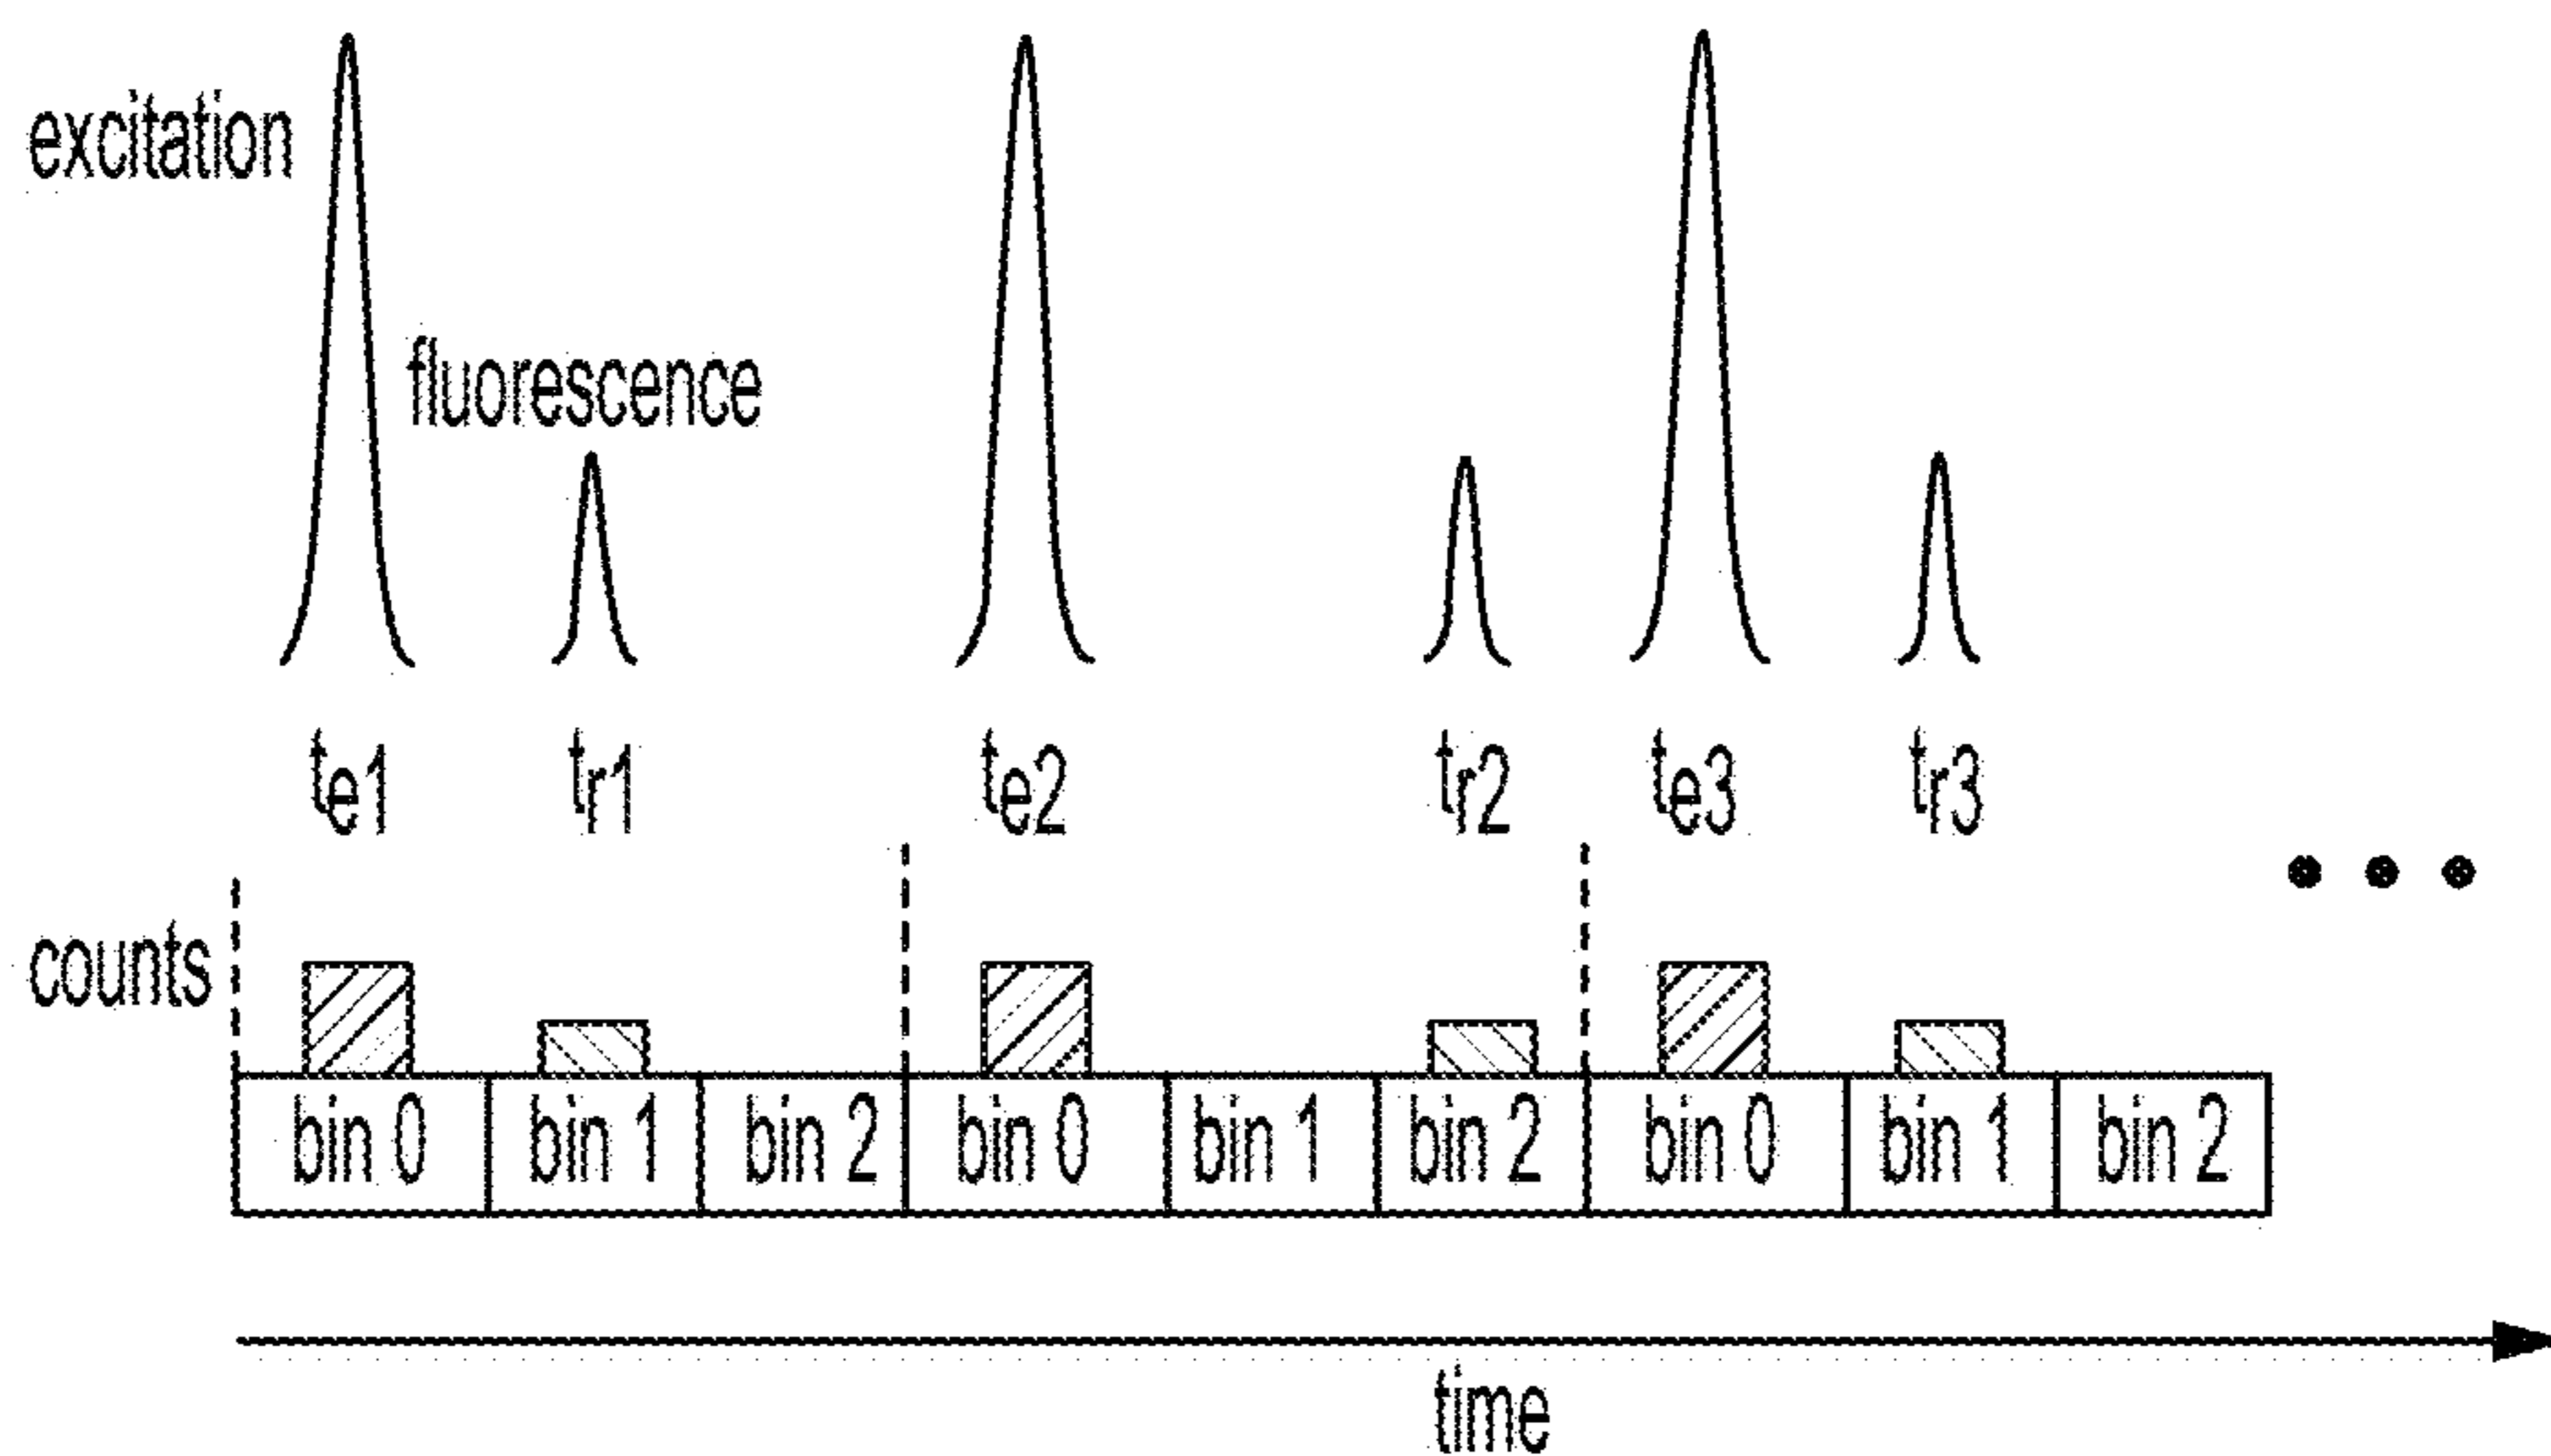 excitation
fluorescence
te1 tr1 te2 tr2 te3 tr3
counts
bin 0 bin 1 bin 2 bin 0 bin 1 bin 2 bin 0 bin 1 bin 2
time